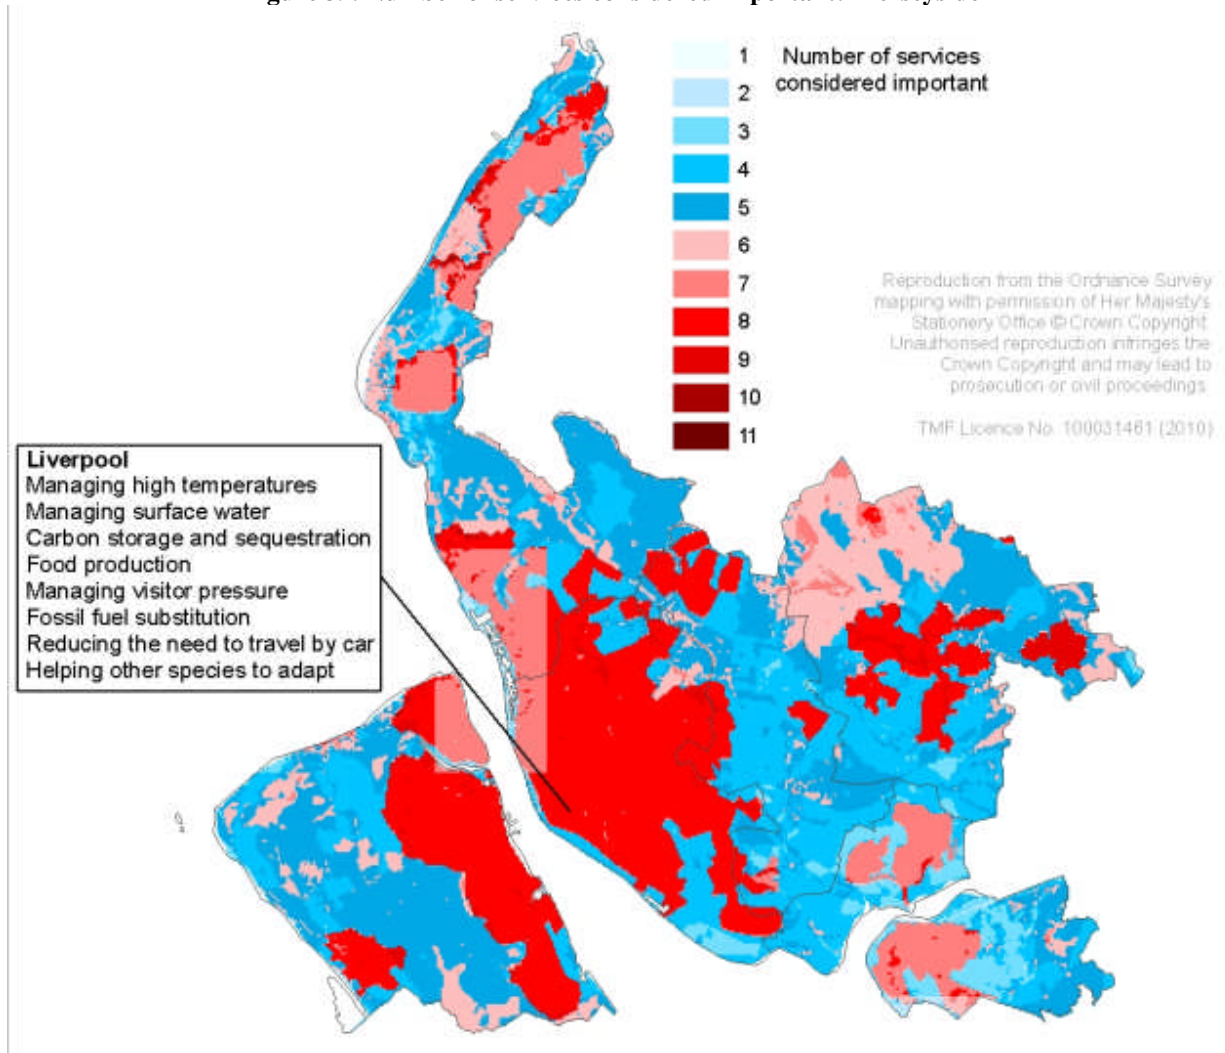 1 Number of services
2 considered important
3
4
5
6
7
8
9
10
11
Reproduction from the Ordnance Survey
mapping with permission of Her Majesty's
Stationery Office © Crown Copyright.
Unauthorised reproduction infringes the
Crown Copyright and may lead to
prosecution or civil proceedings.
TMF Licence No. 100031461 (2010)
Liverpool
Managing high temperatures
Managing surface water
Carbon storage and sequestration
Food production
Managing visitor pressure
Fossil fuel substitution
Reducing the need to travel by car
Helping other species to adapt